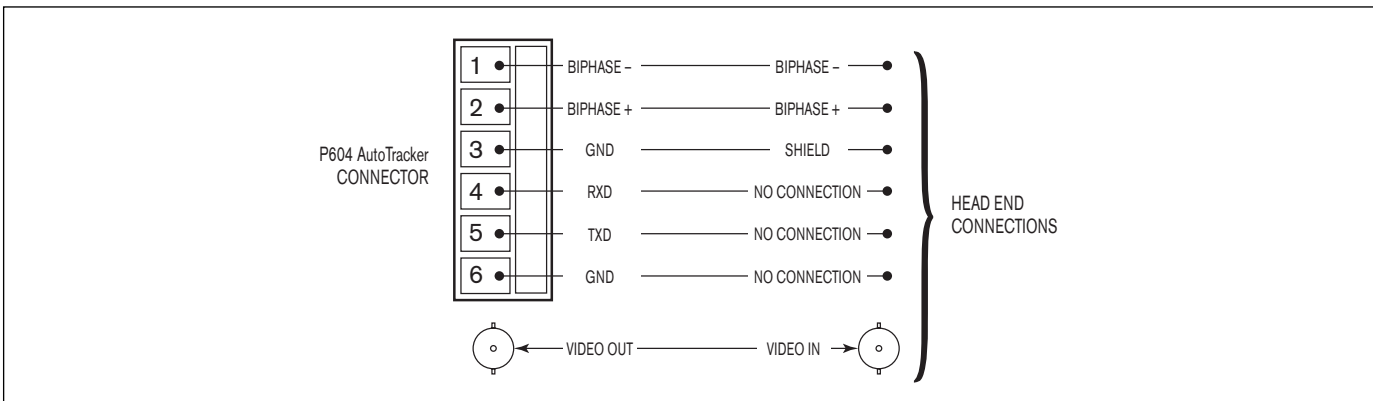 1 BIPHASE – BIPHASE –
2 BIPHASE + BIPHASE +
3 GND SHIELD
P604 AutoTracker
CONNECTOR
4 RXD NO CONNECTION
HEAD END
CONNECTIONS
5 TXD NO CONNECTION
6 GND NO CONNECTION
VIDEO OUT VIDEO IN